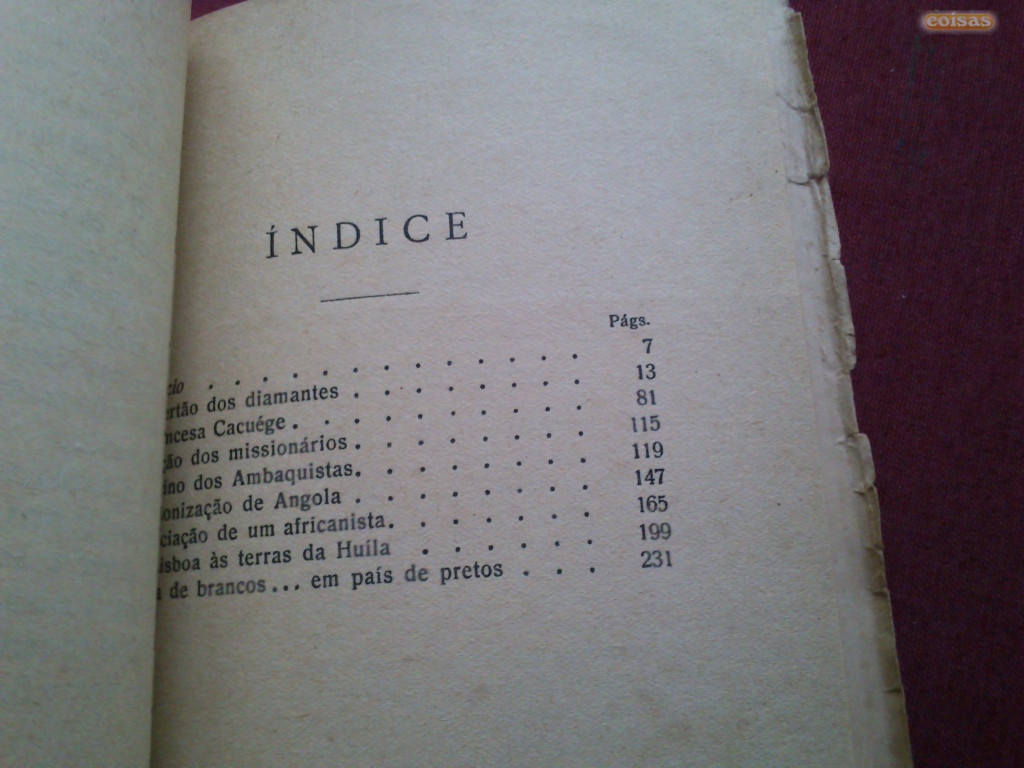 coisas
ÍNDICE
Págs.
cio . . . . . . . . . . . . . . 7
ertão dos diamantes . . . . . . . . . 13
ncesa Cacuége . . . . . . . . . . . 81
ção dos missionários . . . . . . . . . 115
ino dos Ambaquistas. . . . . . . . . 119
onização de Angola . . . . . . . . . 147
ciação de um africanista. . . . . . . . 165
isboa às terras da Huíla . . . . . . 199
a de brancos... em país de pretos . . . 231